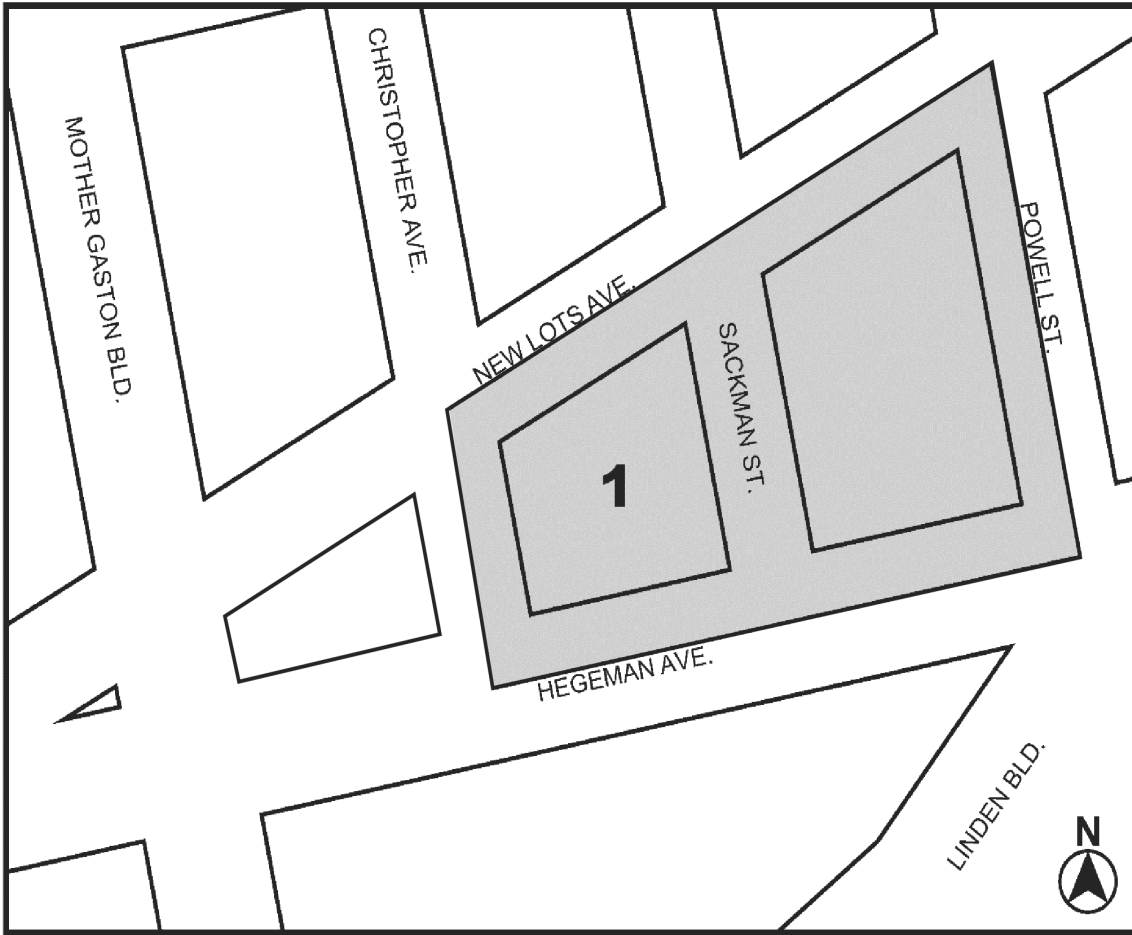 CHRISTOPHER AVE.
MOTHER GASTON BLD.
POWELL ST.
NEW LOTS AVE.
SACKMAN ST.
1
HEGEMAN AVE.
LINDEN BLD.
N